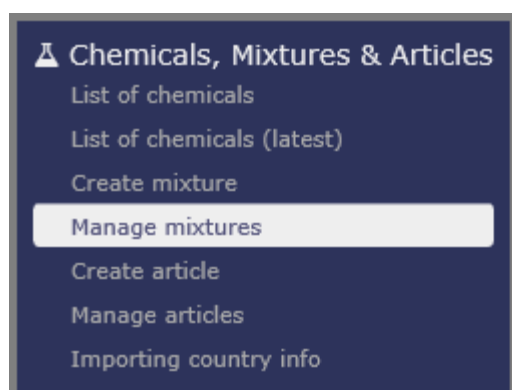 Chemicals, Mixtures & Articles
List of chemicals
List of chemicals (latest)
Create mixture
Manage mixtures
Create article
Manage articles
Importing country info